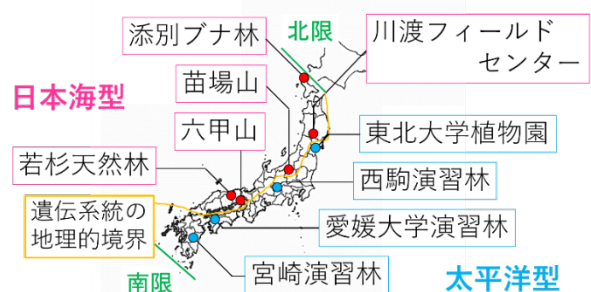 北限
添別ブナ林
川渡フィールド
センター
日本海型
苗場山
六甲山
東北大学植物園
若杉天然林
西駒演習林
遺伝系統の
地理的境界
愛媛大学演習林
南限
宮崎演習林
太平洋型